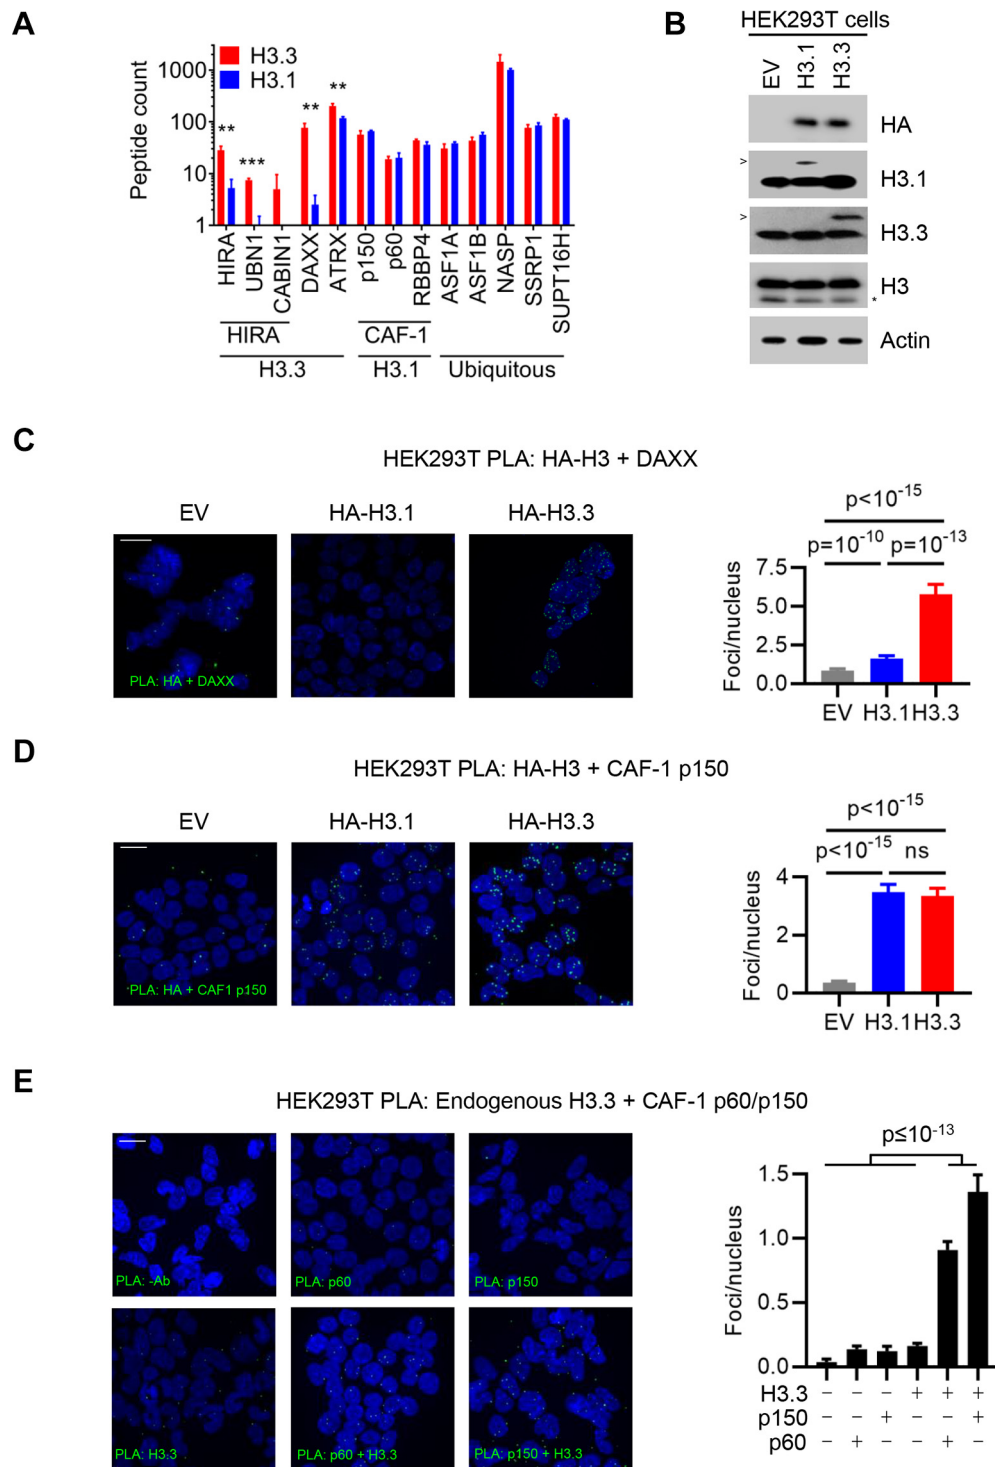 A
H3.3
H3.1
Peptide count
1000
100
10
1
** *** ** **
HIRA UBN1 CABIN1 DAXX ATRX p150 p60 RBBP4 ASF1A ASF1B NASP SSRP1 SUPT16H
HIRA CAF-1
H3.3 H3.1 Ubiquitous
B
HEK293T cells
EV H3.1 H3.3
HA
> H3.1
> H3.3
H3
*
Actin
C
HEK293T PLA: HA-H3 + DAXX
EV HA-H3.1 HA-H3.3
PLA: HA + DAXX
p<10⁻¹⁵
p=10⁻¹⁰ p=10⁻¹³
Foci/nucleus
7.5
5.0
2.5
0.0
EV H3.1 H3.3
D
HEK293T PLA: HA-H3 + CAF-1 p150
EV HA-H3.1 HA-H3.3
PLA: HA + CAF1 p150
p<10⁻¹⁵
p<10⁻¹⁵ ns
Foci/nucleus
4
2
0
EV H3.1 H3.3
E
HEK293T PLA: Endogenous H3.3 + CAF-1 p60/p150
PLA: -Ab PLA: p60 PLA: p150
PLA: H3.3 PLA: p60 + H3.3 PLA: p150 + H3.3
p≤10⁻¹³
Foci/nucleus
1.5
1.0
0.5
0.0
H3.3 − − − + + +
p150 − − + − − +
p60 − + − − + −